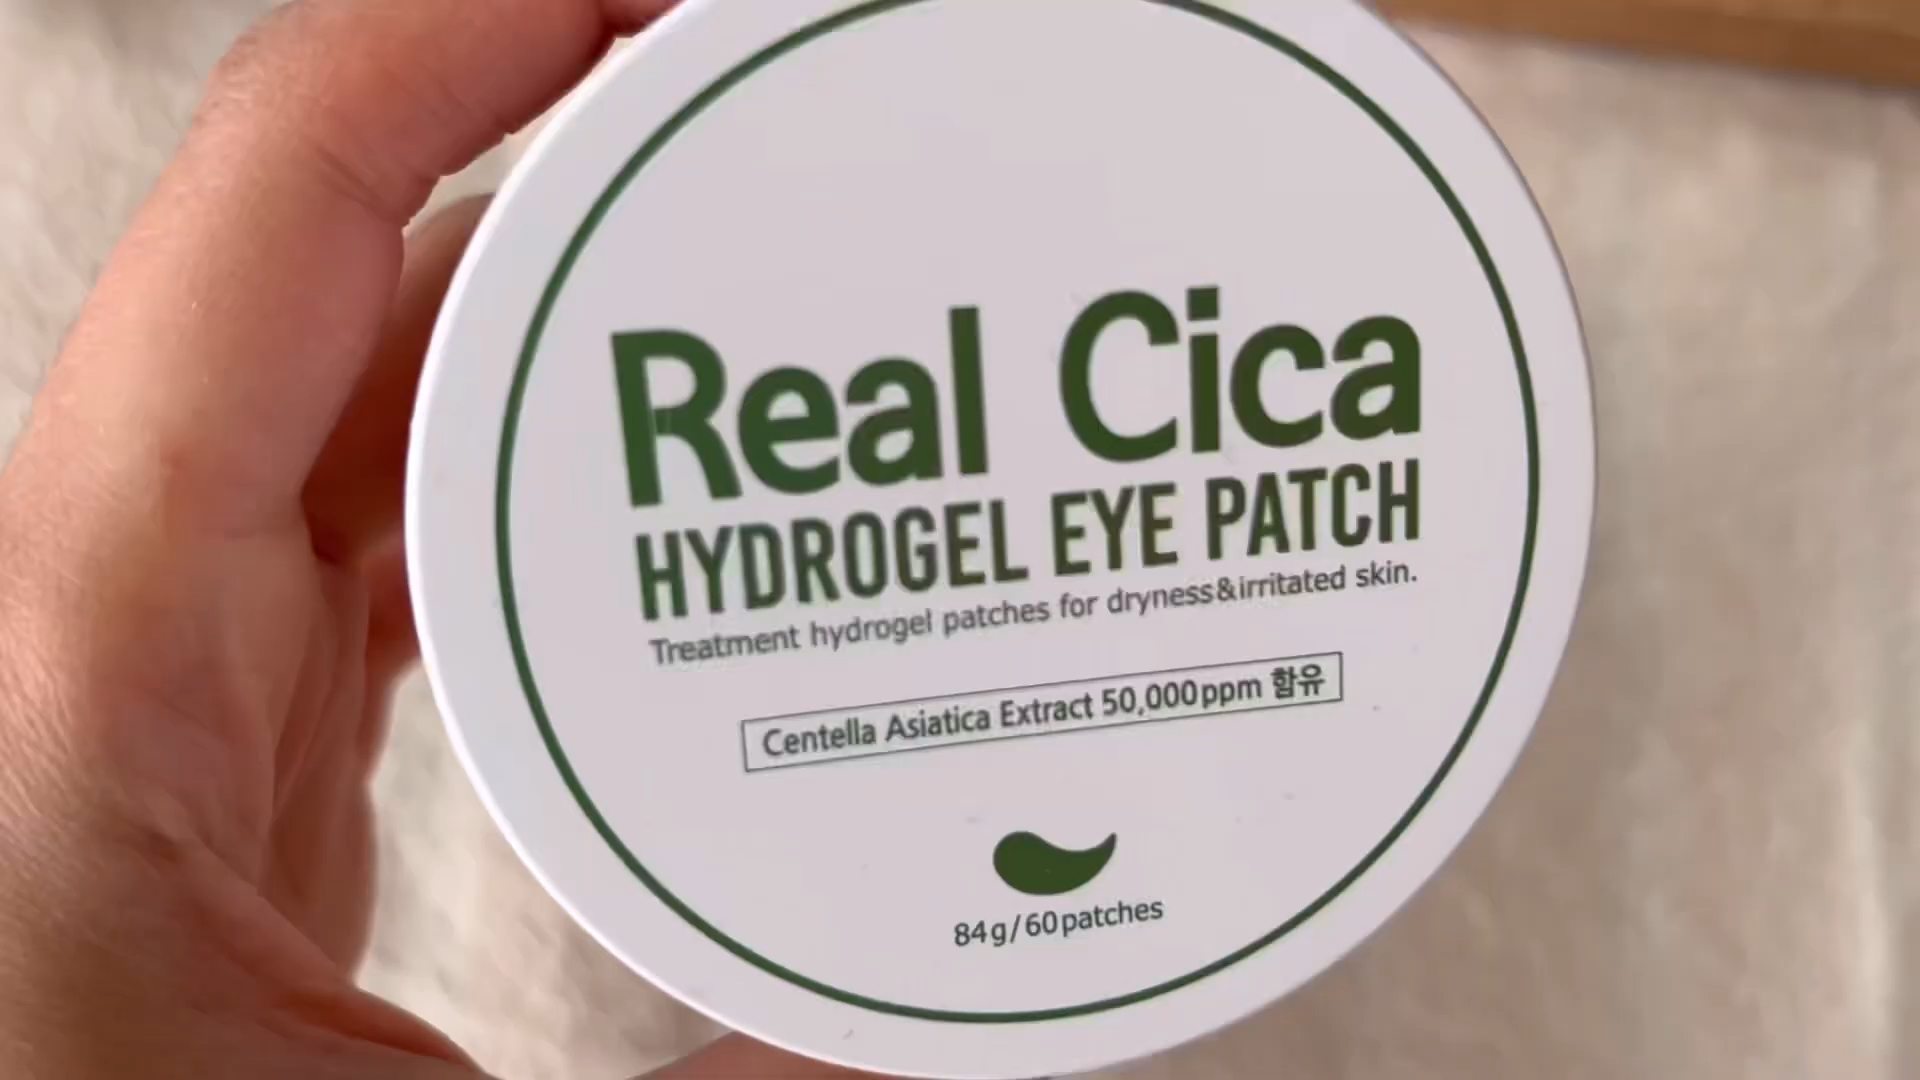 Real Cica
HYDROGEL EYE PATCH
Treatment hydrogel patches for dryness&irritated skin.
Centella Asiatica Extract 50,000ppm 함유
84g/60patches